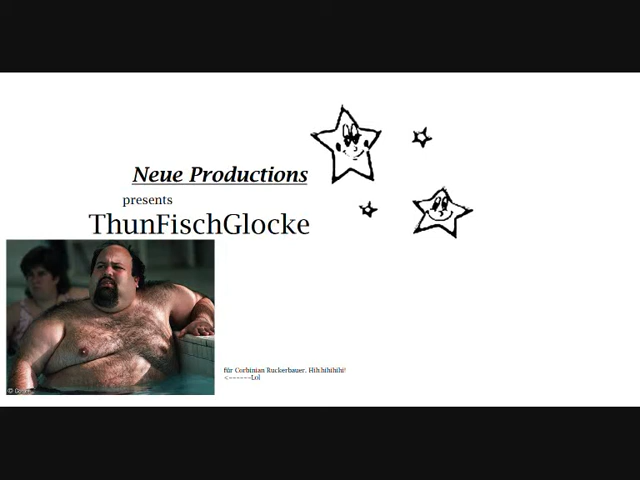 Neue Productions
presents
ThunFischGlocke
für Corbinian Ruckerbauer. Hihihihihi!
<------Lol